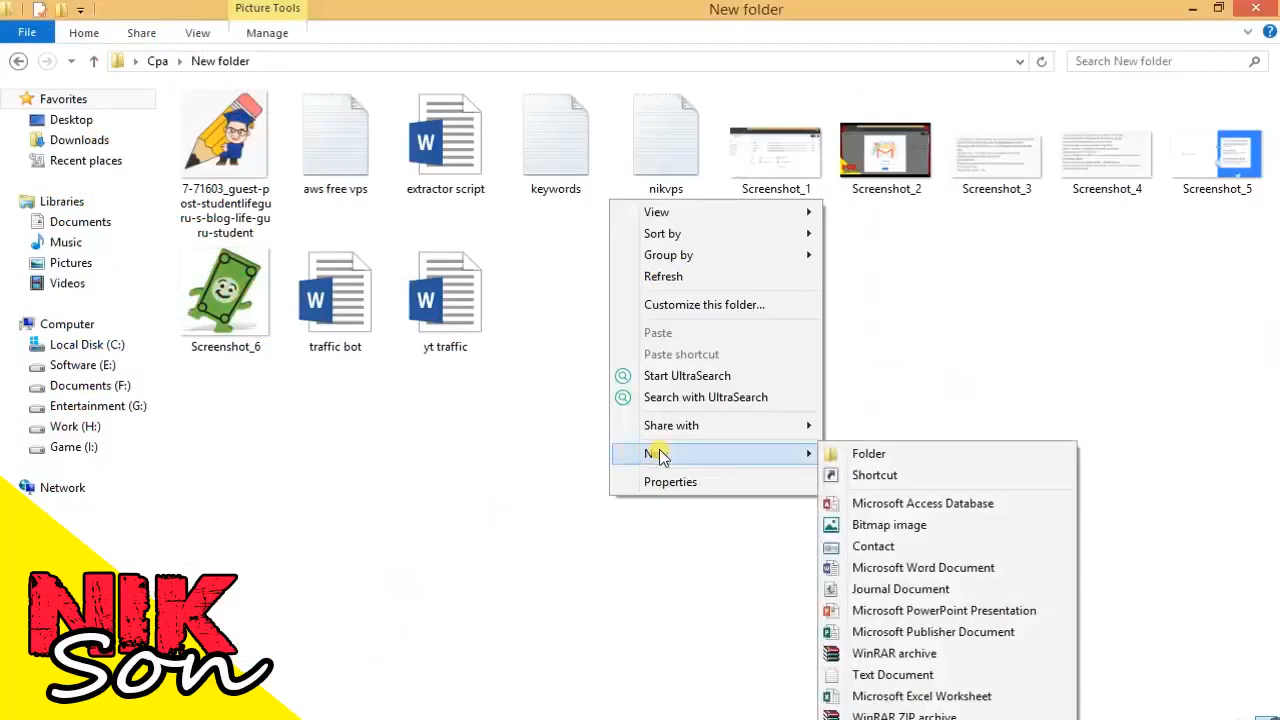 Picture Tools
New folder
File
Home
Share
View
Manage
Cpa
New folder
Search New folder
Favorites
Desktop
Downloads
Recent places
Libraries
Documents
Music
Pictures
Videos
Computer
Local Disk (C:)
Software (E:)
Documents (F:)
Entertainment (G:)
Work (H:)
Game (I:)
Network
7-71603_guest-p
ost-studentlifegu
ru-s-blog-life-gu
ru-student
aws free vps
extractor script
keywords
nikvps
Screenshot_1
Screenshot_2
Screenshot_3
Screenshot_4
Screenshot_5
Screenshot_6
traffic bot
yt traffic
View
Sort by
Group by
Refresh
Customize this folder...
Paste
Paste shortcut
Start UltraSearch
Search with UltraSearch
Share with
Properties
Folder
Shortcut
Microsoft Access Database
Bitmap image
Contact
Microsoft Word Document
Journal Document
Microsoft PowerPoint Presentation
Microsoft Publisher Document
WinRAR archive
Text Document
Microsoft Excel Worksheet
WinRAR ZIP archive
NIK
Son